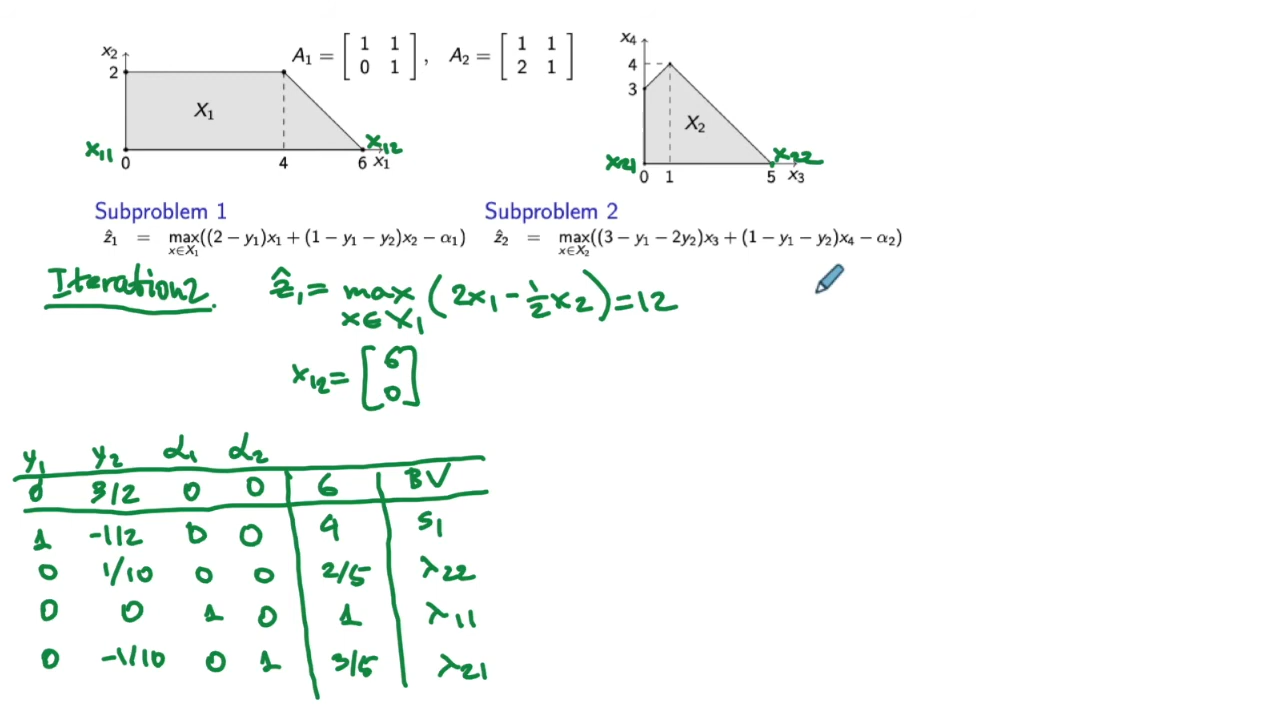 x₂
2
X₁
x₁₁
0
4
6 x₁
x₁₂
A₁ = [ 1 1 ; 0 1 ] , A₂ = [ 1 1 ; 2 1 ]
x₄
4
3
X₂
x₂₁
x₂₂
0 1
5 x₃
Subproblem 1
ẑ₁ = max_{x∈X₁}((2 − y₁)x₁ + (1 − y₁ − y₂)x₂ − α₁)
Subproblem 2
ẑ₂ = max_{x∈X₂}((3 − y₁ − 2y₂)x₃ + (1 − y₁ − y₂)x₄ − α₂)
Iteration 2
ẑ₁ = max_{x∈X₁} (2x₁ − 1/2 x₂) = 12
x₁₂ = [ 6 ; 0 ]
y₁ y₂ α₁ α₂
0 3/2 0 0 6 BV
1 -1/2 0 0 4 s₁
0 1/10 0 0 2/5 λ₂₂
0 0 1 0 1 λ₁₁
0 -1/10 0 1 3/5 λ₂₁